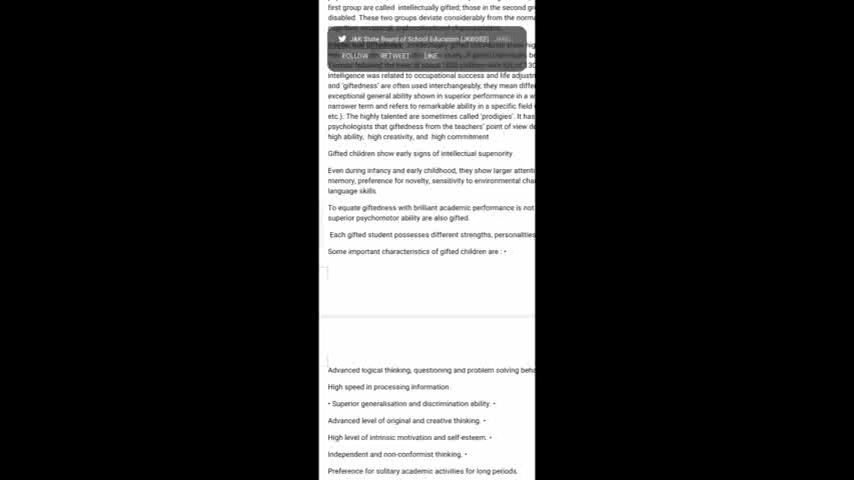 first group are called intellectually gifted; those in the second gr
disabled. These two groups deviate considerably from the norma
J&K State Board of School Education (JKBOSE)
FOLLOW RETWEET LIKE
intelligence was related to occupational success and life adjustm
and 'giftedness' are often used interchangeably, they mean differe
exceptional general ability shown in superior performance in a w
narrower term and refers to remarkable ability in a specific field
etc.). The highly talented are sometimes called 'prodigies'. It has
psychologists that giftedness from the teachers' point of view de
high ability, high creativity, and high commitment
Gifted children show early signs of intellectual superiority
Even during infancy and early childhood, they show larger attenti
memory, preference for novelty, sensitivity to environmental cha
language skills.
To equate giftedness with brilliant academic performance is not
superior psychomotor ability are also gifted.
Each gifted student possesses different strengths, personalities
Some important characteristics of gifted children are : •
Advanced logical thinking, questioning and problem solving beha
High speed in processing information
• Superior generalisation and discrimination ability. •
Advanced level of original and creative thinking. •
High level of intrinsic motivation and self-esteem. •
Independent and non-conformist thinking. •
Preference for solitary academic activities for long periods.